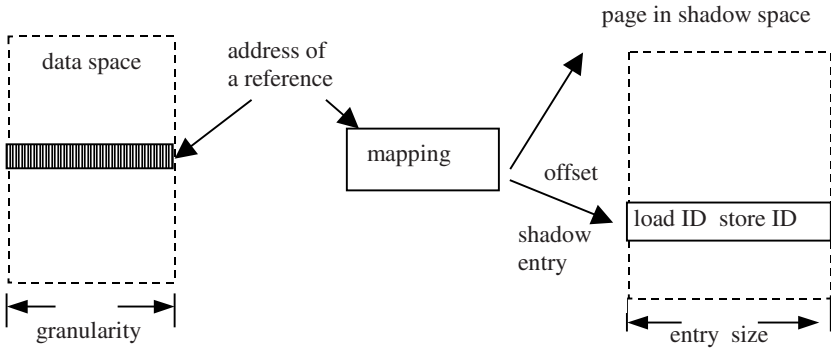 page in shadow space
data space
address of
a reference
mapping
offset
shadow
entry
load ID store ID
granularity
entry size